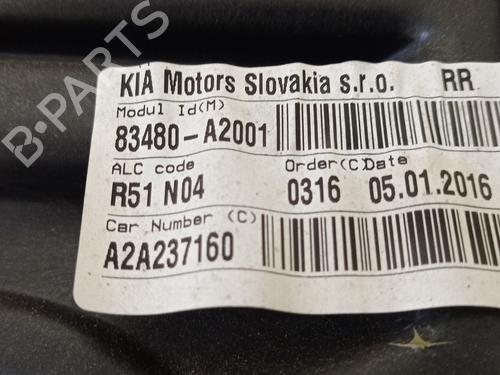 KIA Motors Slovakia s.r.o. RR
Modul Id(M)
83480-A2001
ALC code Order(C)Date
R51 N04 0316 05.01.2016
Car Number (C)
A2A237160
B-PARTS